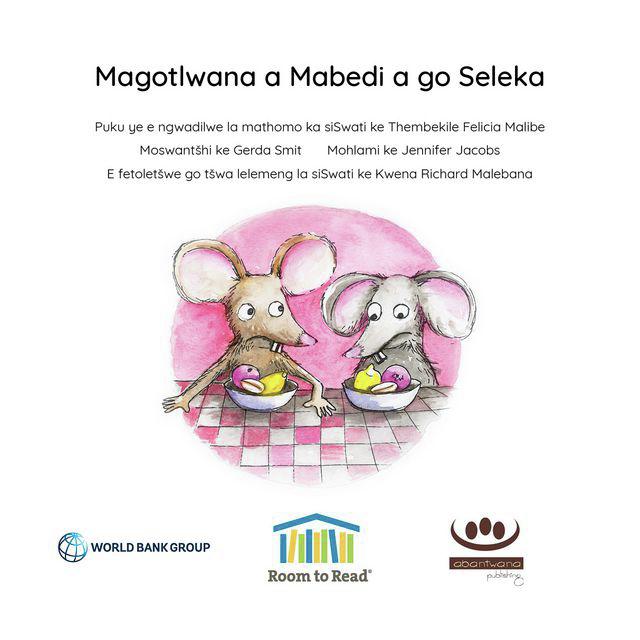 Magotlwana a Mabedi a go Seleka
Puku ye e ngwadilwe la mathomo ka siSwati ke Thembekile Felicia Malibe
Moswantšhi ke Gerda Smit Mohlami ke Jennifer Jacobs
E fetoletšwe go tšwa lelemeng la siSwati ke Kwena Richard Malebana
WORLD BANK GROUP
Room to Read®
abantwana
publishing